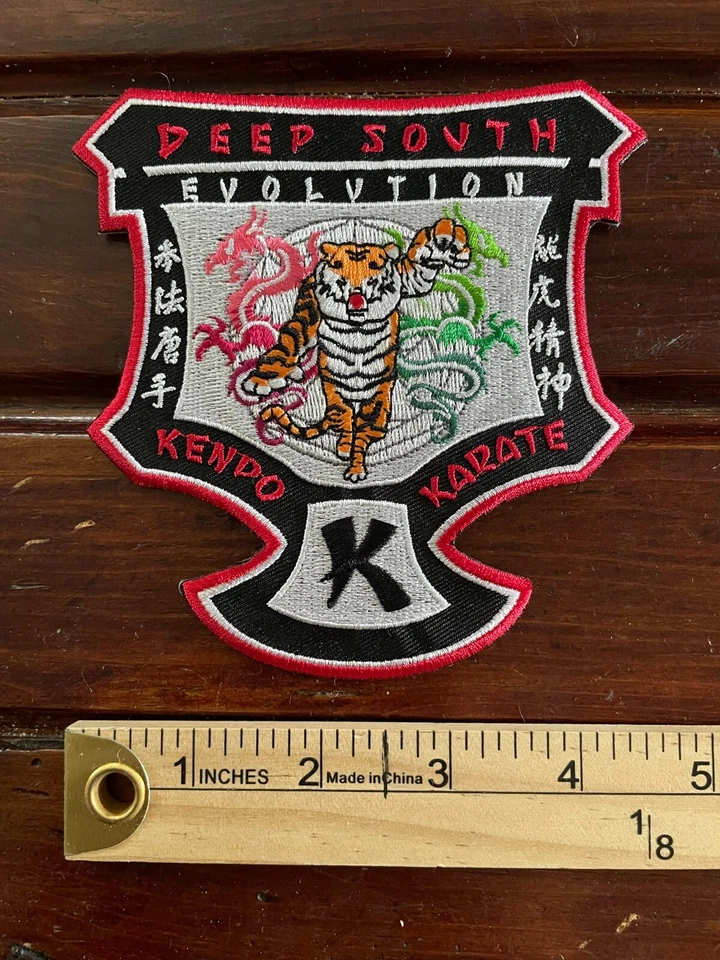 DEEP SOUTH
EVOLUTION
拳法唐手
龍虎精神
KENDO
KARATE
K
1 INCHES 2 Made in China 3 4 5
1/8